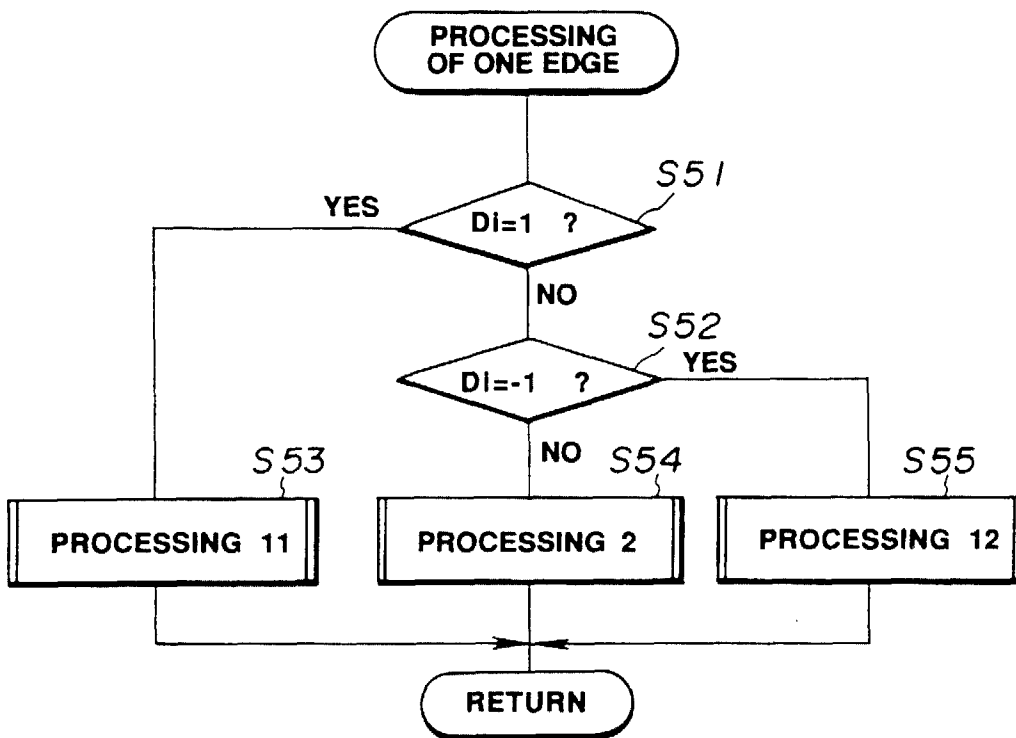 PROCESSING
OF ONE EDGE
S51
YES
Di=1 ?
NO
S52
YES
Di=-1 ?
NO
S53
S54
S55
PROCESSING 11
PROCESSING 2
PROCESSING 12
RETURN